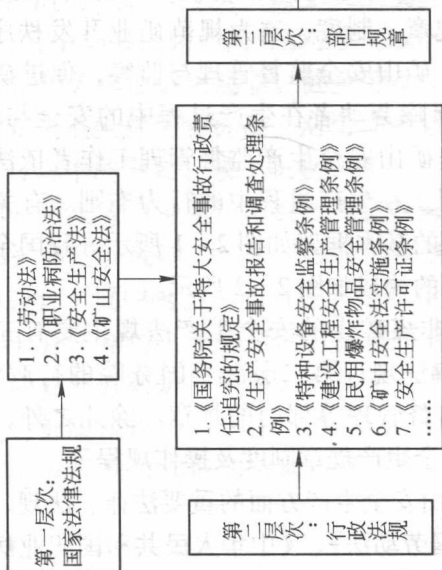 第一层次：
国家法律法规
1.《劳动法》
2.《职业病防治法》
3.《安全生产法》
4.《矿山安全法》
第二层次：
行政
法规
1.《国务院关于特大安全事故行政责
任追究的规定》
2.《生产安全事故报告和调查处理条
例》
3.《特种设备安全监察条例》
4.《建设工程安全生产管理条例》
5.《民用爆炸物品安全管理条例》
6.《矿山安全法实施条例》
7.《安全生产许可证条例》
……
第三层次：
部门
规章